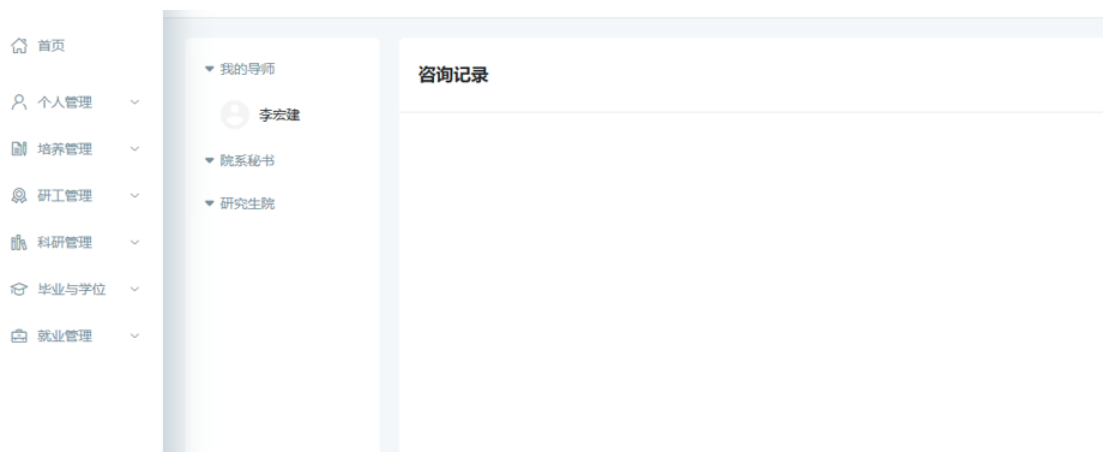 首页
个人管理
培养管理
研工管理
科研管理
毕业与学位
就业管理
我的导师
李宏建
院系秘书
研究生院
咨询记录